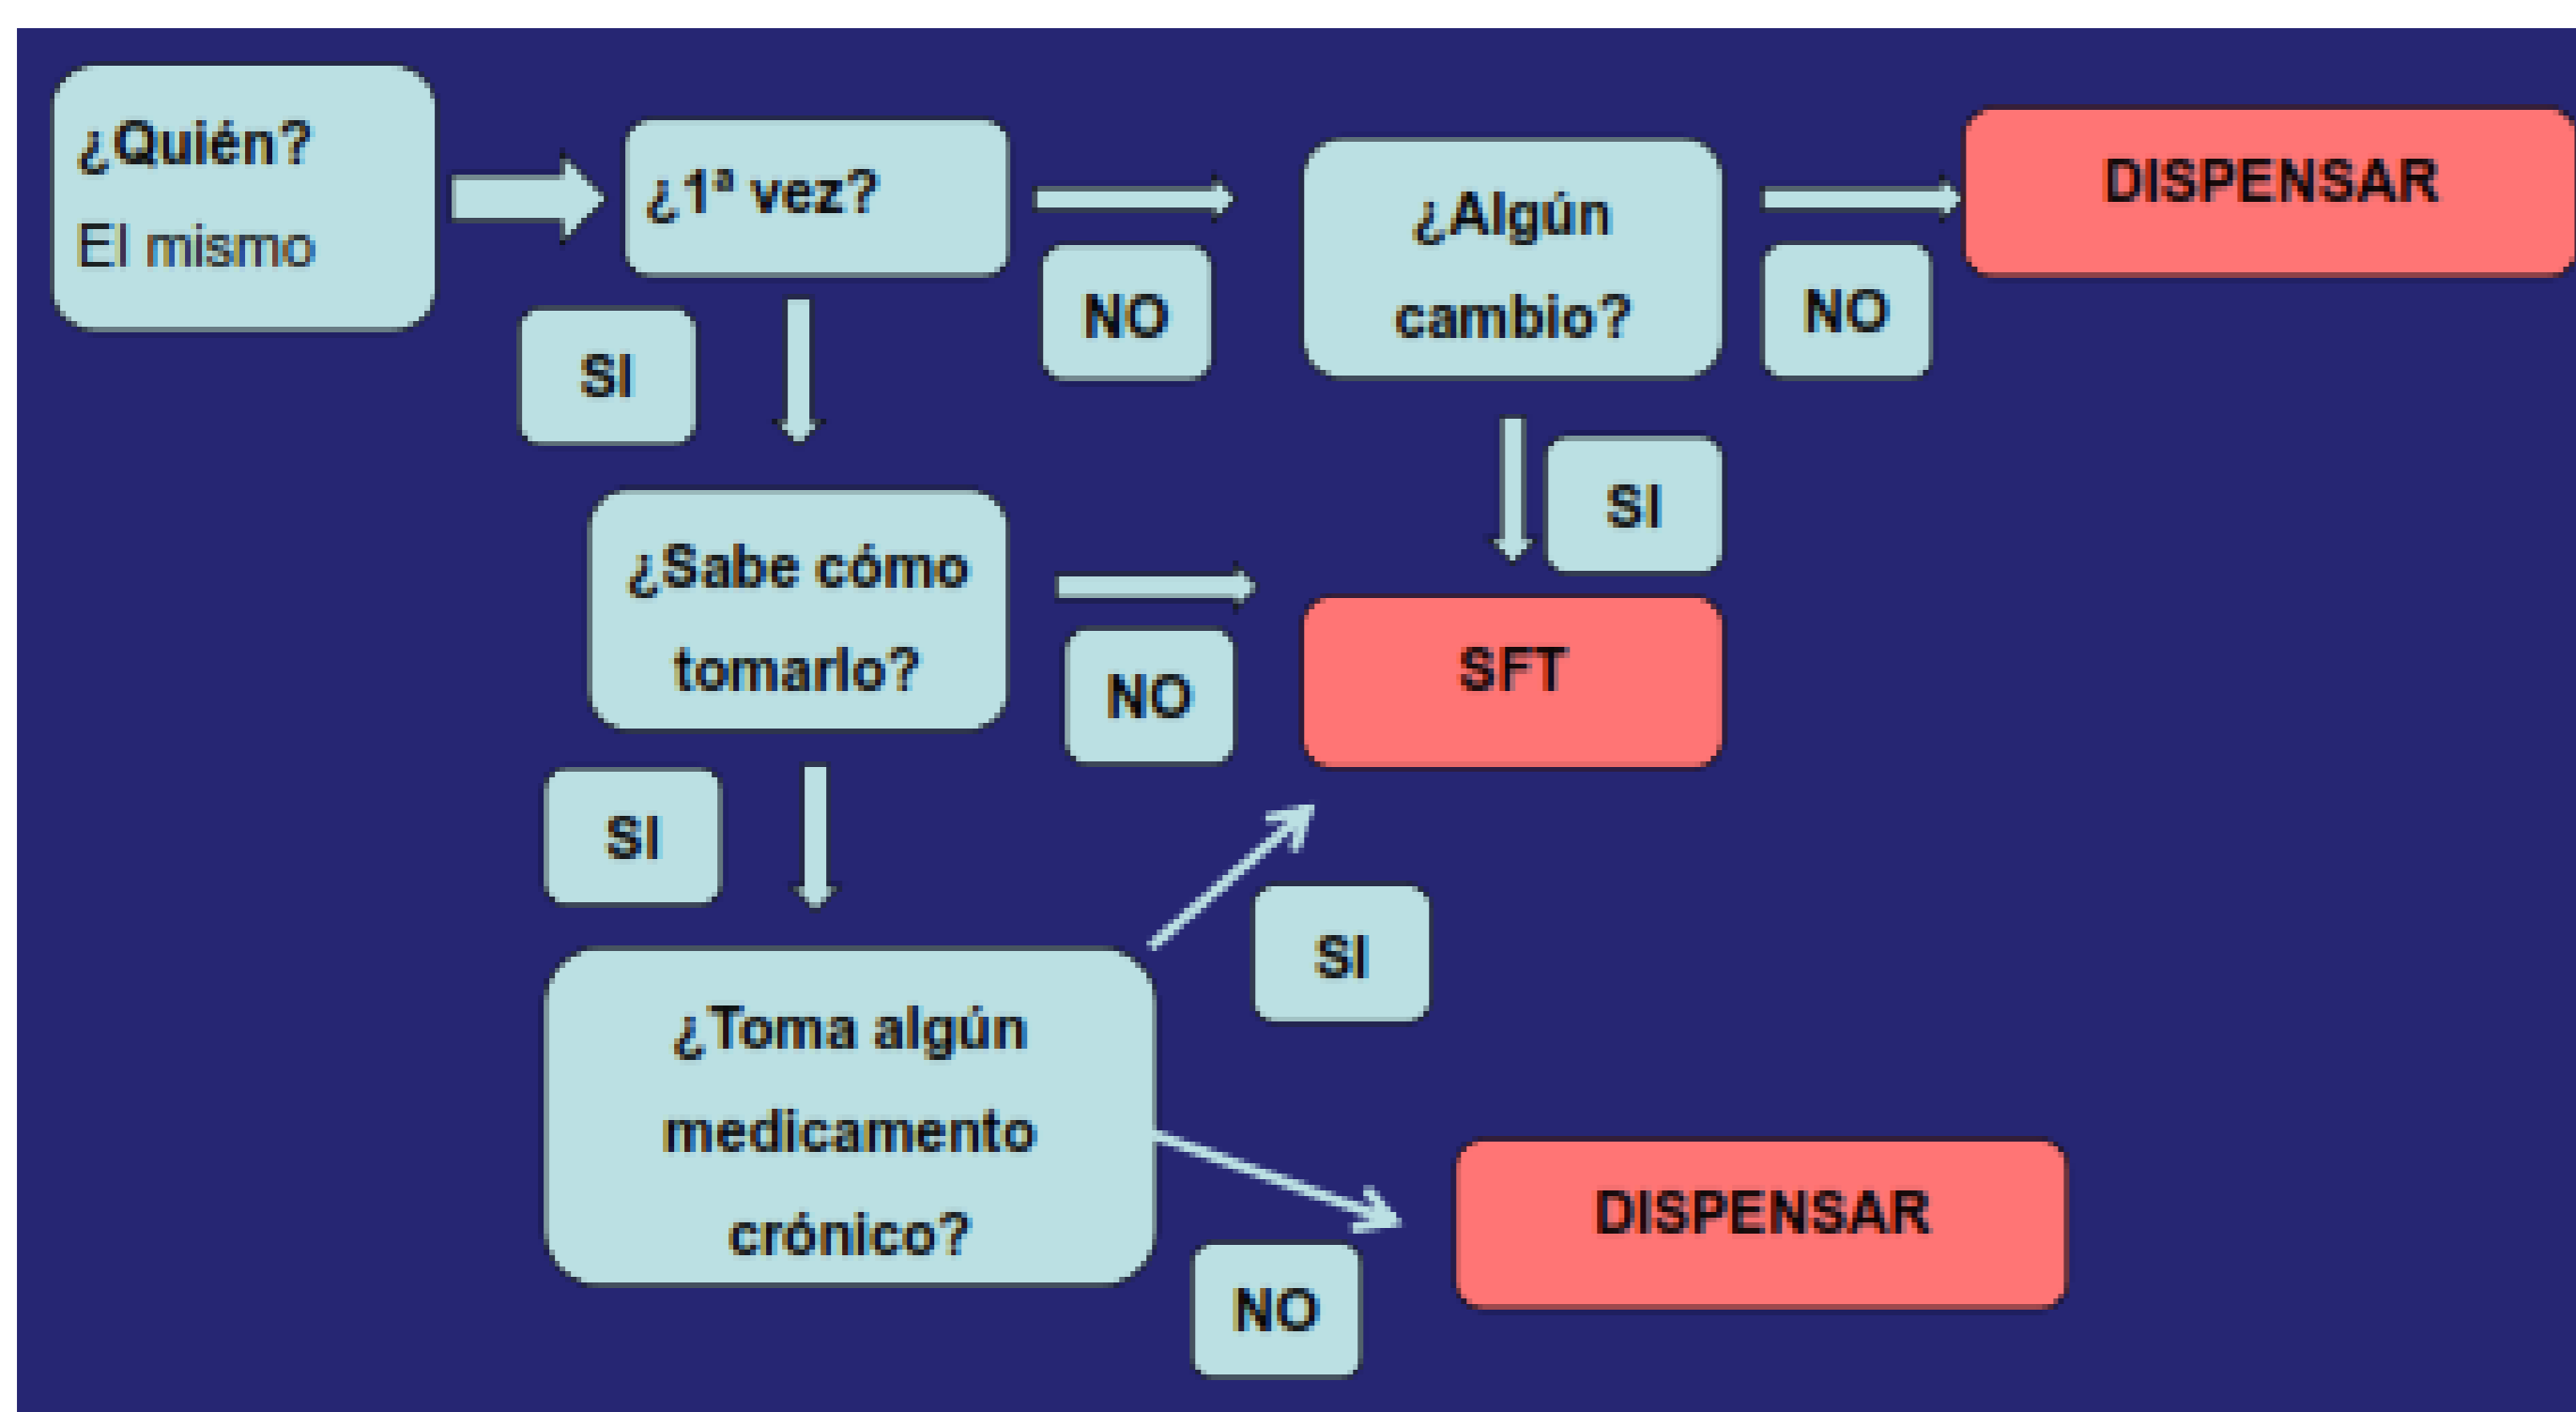 ¿Quién?
El mismo
¿1ª vez?
NO
¿Algún
cambio?
NO
DISPENSAR
SI
SI
¿Sabe cómo
tomarlo?
NO
SFT
SI
¿Toma algún
medicamento
crónico?
SI
NO
DISPENSAR